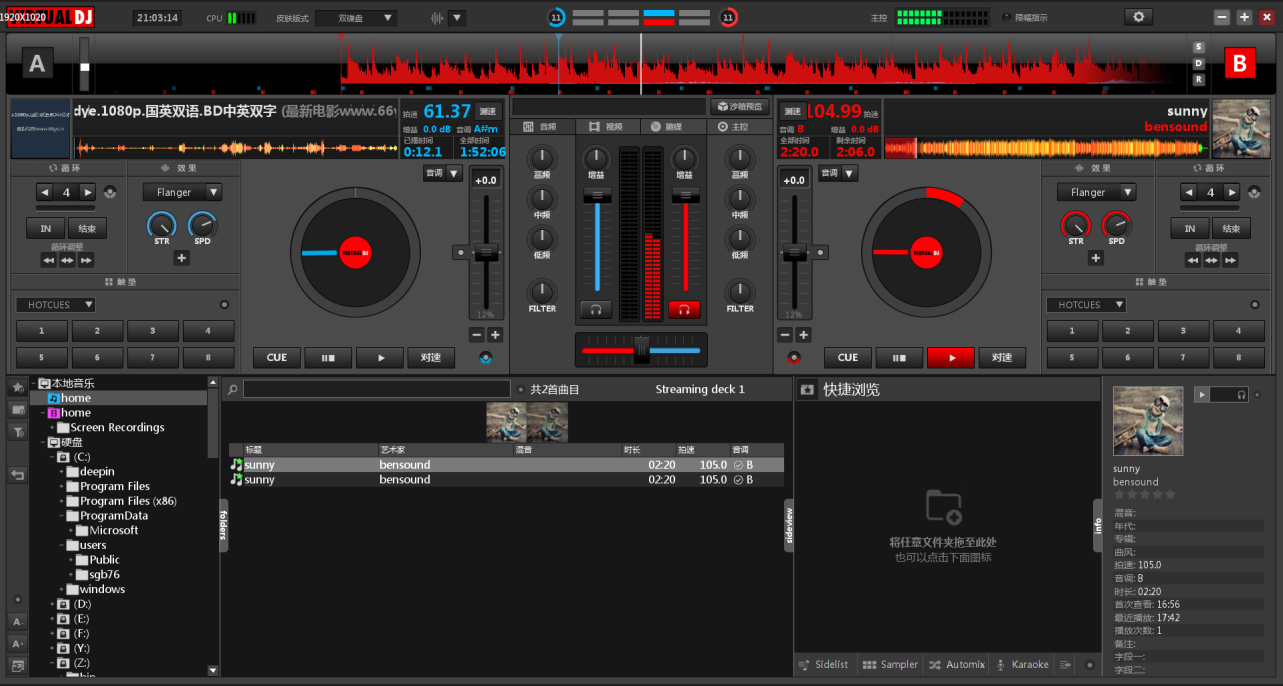 1920X1020
VIRTUAL DJ
21:03:14
CPU
皮肤版式
双碟盘
11
11
主控
限幅指示
A
S
D
R
B
dye.1080p.国英双语.BD中英双字 (最新电影www.66y
拍速 61.37 测速
增益 0.0 dB 音调 A#m
已播时间 全部时间
0:12.1 1:52:06
沙箱预览
音频
视频
搓碟
主控
测速 104.99 拍速
音调 B 增益 0.0 dB
全部时间 剩余时间
2:20.0 2:06.0
sunny
bensound
循环
效果
4
IN
结束
循环调整
Flanger
STR
SPD
触垫
HOTCUES
1 2 3 4
5 6 7 8
音调
+0.0
12%
CUE
对速
高频
中频
低频
FILTER
增益
增益
高频
中频
低频
FILTER
+0.0
音调
12%
CUE
对速
效果
循环
Flanger
STR
SPD
4
IN
结束
循环调整
触垫
HOTCUES
1 2 3 4
5 6 7 8
本地音乐
home
home
Screen Recordings
硬盘
(C:)
deepin
Program Files
Program Files (x86)
ProgramData
Microsoft
users
Public
sgb76
windows
(D:)
(E:)
(F:)
(Y:)
(Z:)
bin
folders
共2首曲目
Streaming deck 1
标题 艺术家 混音 时长 拍速 音调
sunny bensound 02:20 105.0 B
sunny bensound 02:20 105.0 B
sideview
快捷浏览
将任意文件夹拖至此处
也可以点击下面图标
Sidelist
Sampler
Automix
Karaoke
info
sunny
bensound
混音:
年代:
专辑:
曲风:
拍速: 105.0
音调: B
时长: 02:20
首次查看: 16:56
最近播放: 17:42
播放次数: 1
备注:
字段一:
字段二: